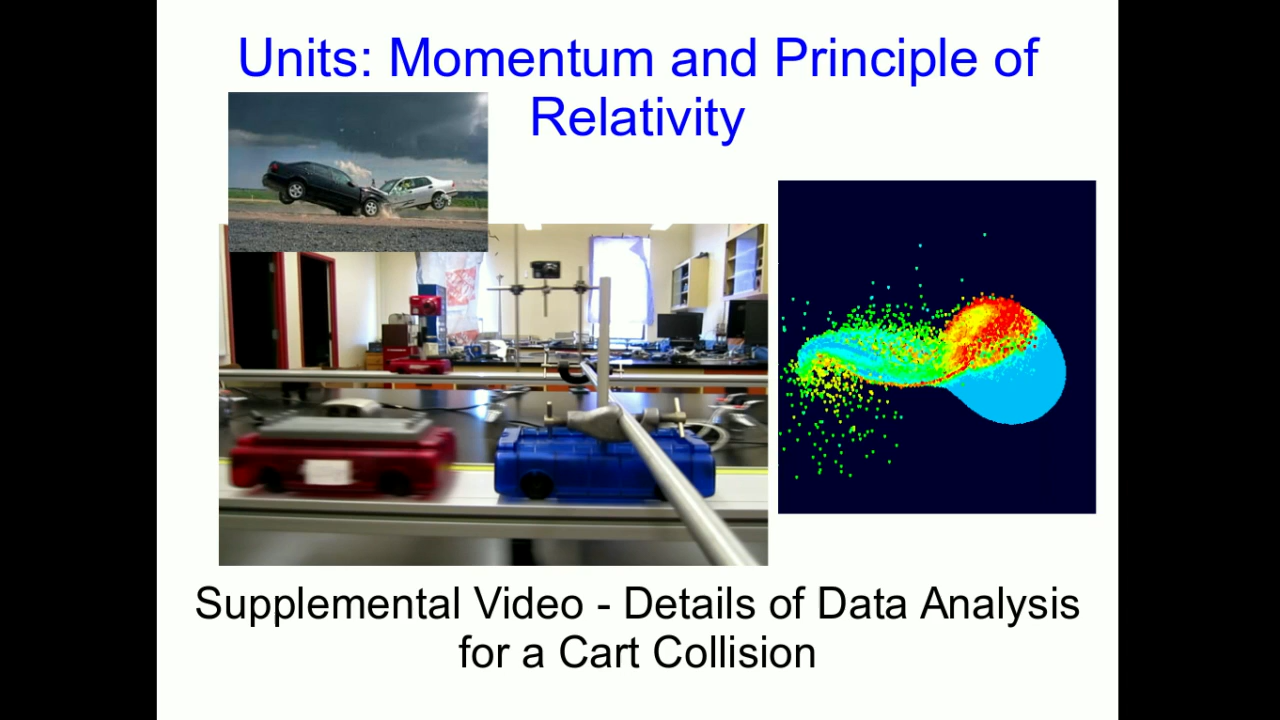 Units: Momentum and Principle of
Relativity
Supplemental Video - Details of Data Analysis
for a Cart Collision